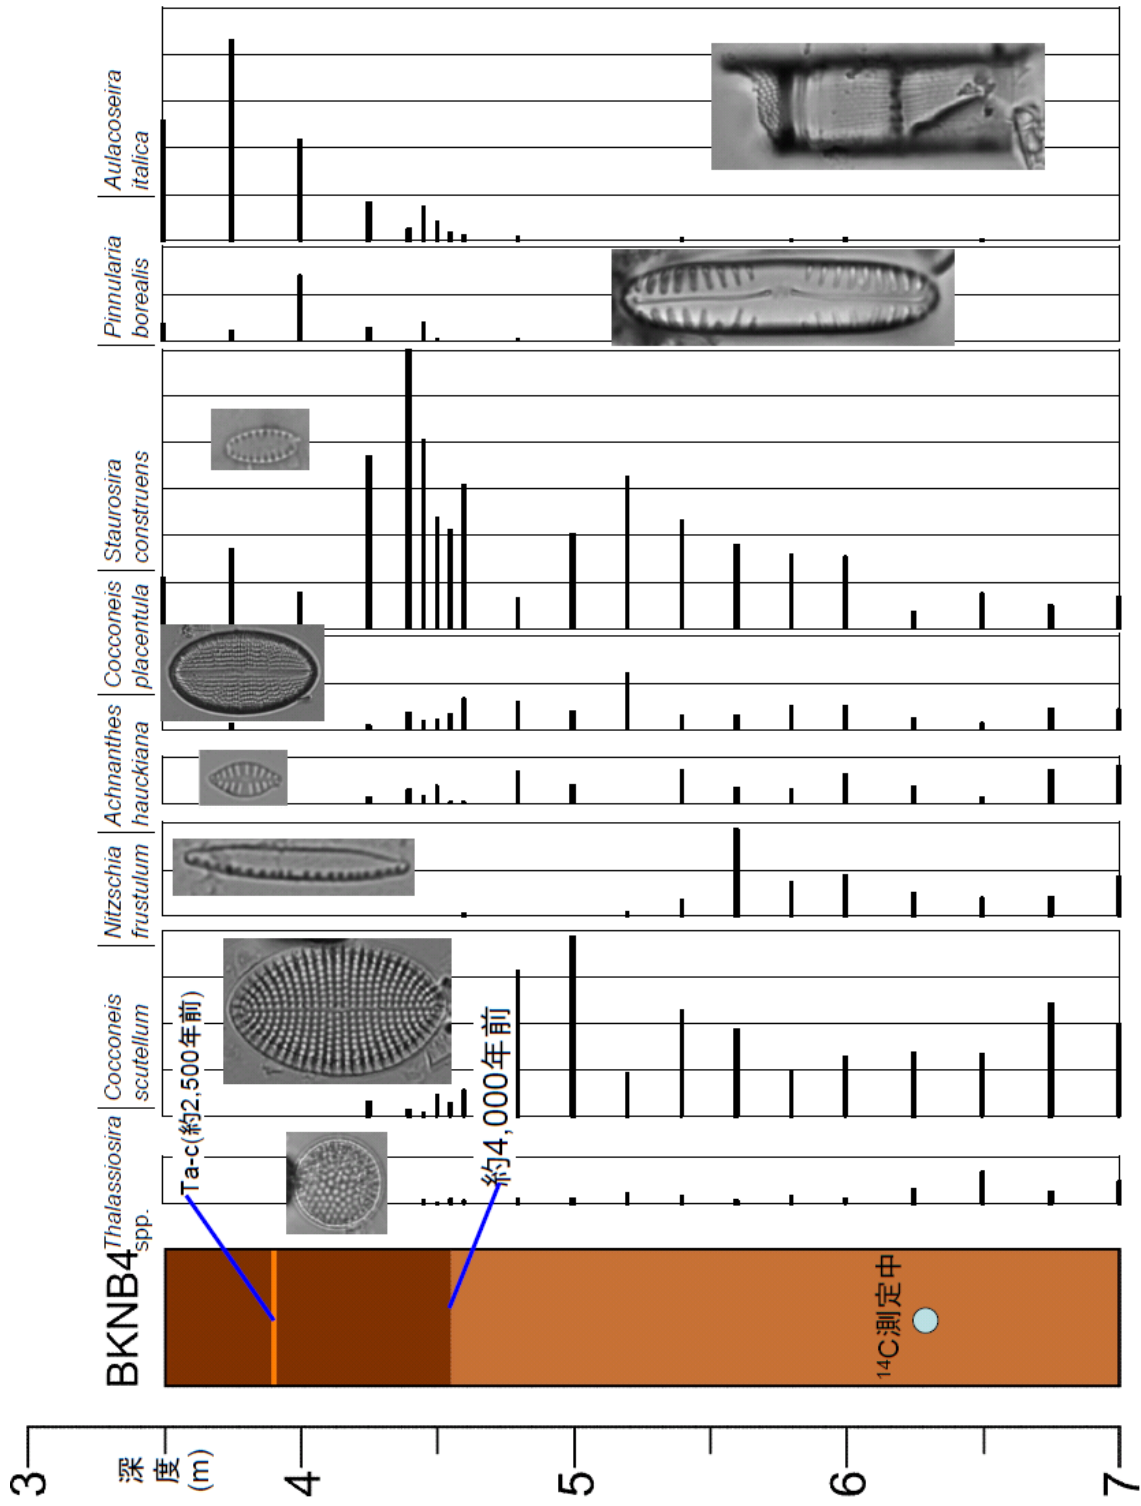 BKNB4
Thalassiosira
spp.
Cocconeis
scutellum
Nitzschia
frustulum
Achnanthes
hauckiana
Cocconeis
placentula
Staurosira
construens
Pinnularia
borealis
Aulacoseira
italica
深度
(m)
3
4
5
6
7
Ta-c(約2,500年前)
約4,000年前
¹⁴C測定中